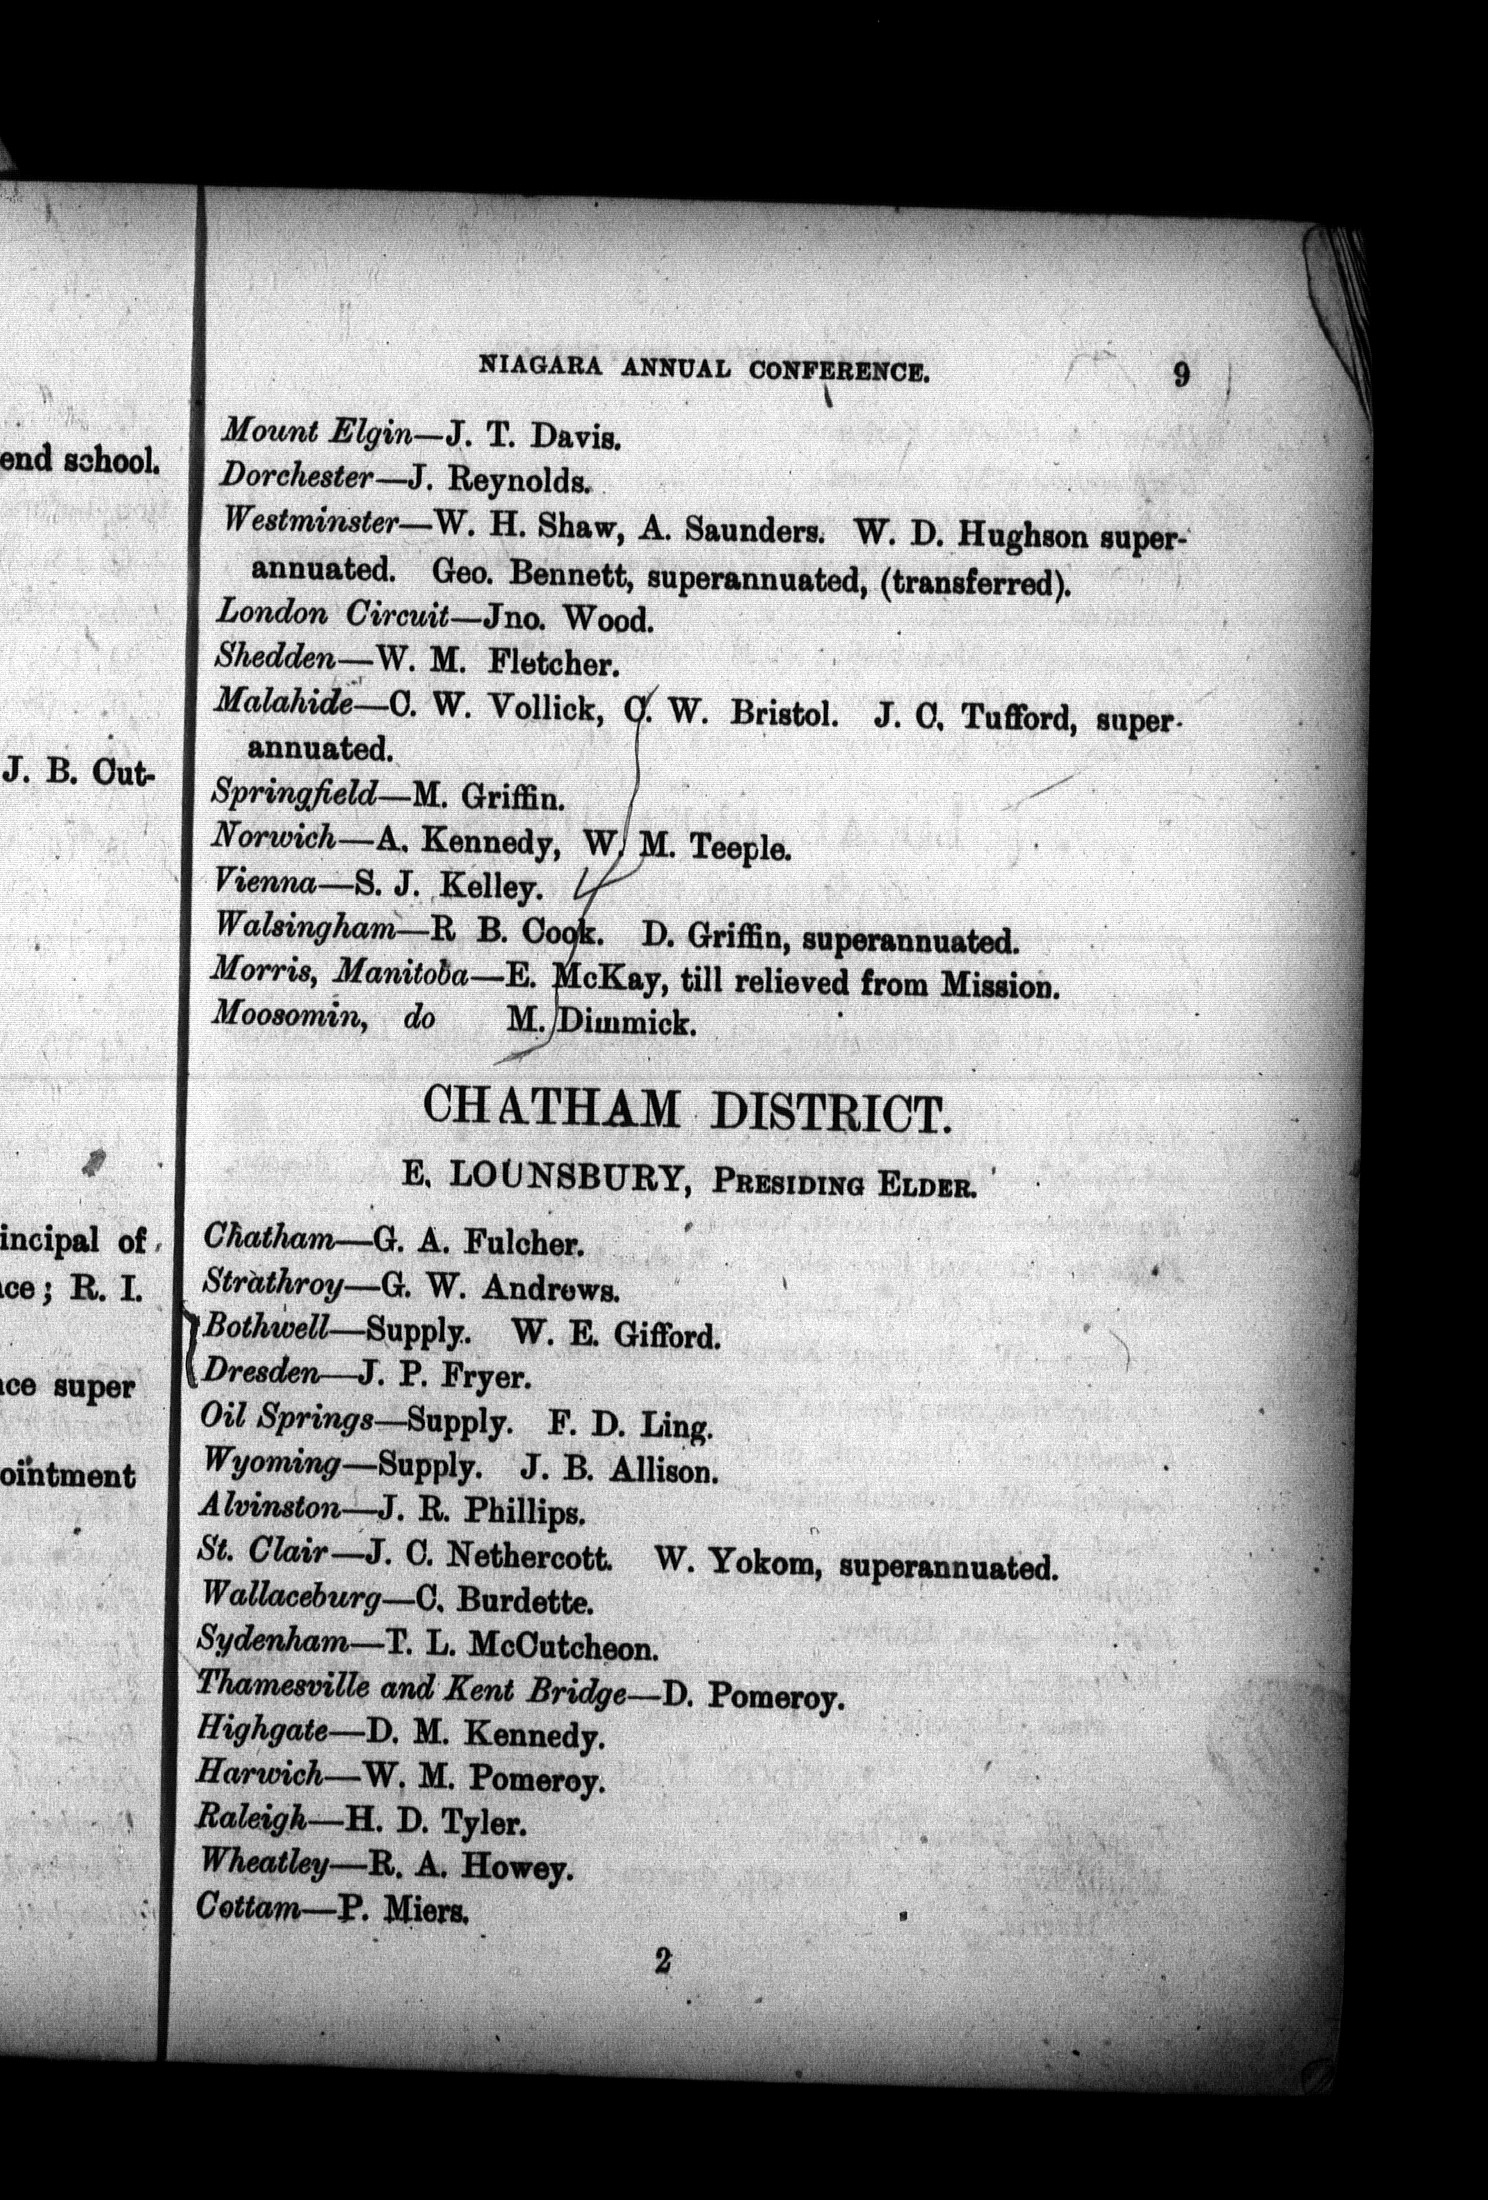 end school.
J. B. Cut-
incipal of
ce; R. I.
ce super
ointment
NIAGARA ANNUAL CONFERENCE. 9
Mount Elgin—J. T. Davis.
Dorchester—J. Reynolds.
Westminster—W. H. Shaw, A. Saunders. W. D. Hughson super-
annuated. Geo. Bennett, superannuated, (transferred).
London Circuit—Jno. Wood.
Shedden—W. M. Fletcher.
Malahide—C. W. Vollick, C. W. Bristol. J. C. Tufford, super-
annuated.
Springfield—M. Griffin.
Norwich—A. Kennedy, W. M. Teeple.
Vienna—S. J. Kelley.
Walsingham—R B. Cook. D. Griffin, superannuated.
Morris, Manitoba—E. McKay, till relieved from Mission.
Moosomin, do M. Dimmick.
CHATHAM DISTRICT.
E. LOUNSBURY, PRESIDING ELDER.
Chatham—G. A. Fulcher.
Strathroy—G. W. Andrews.
Bothwell—Supply. W. E. Gifford.
Dresden—J. P. Fryer.
Oil Springs—Supply. F. D. Ling.
Wyoming—Supply. J. B. Allison.
Alvinston—J. R. Phillips.
St. Clair—J. C. Nethercott. W. Yokom, superannuated.
Wallaceburg—C. Burdette.
Sydenham—T. L. McCutcheon.
Thamesville and Kent Bridge—D. Pomeroy.
Highgate—D. M. Kennedy.
Harwich—W. M. Pomeroy.
Raleigh—H. D. Tyler.
Wheatley—R. A. Howey.
Cottam—P. Miers.
2